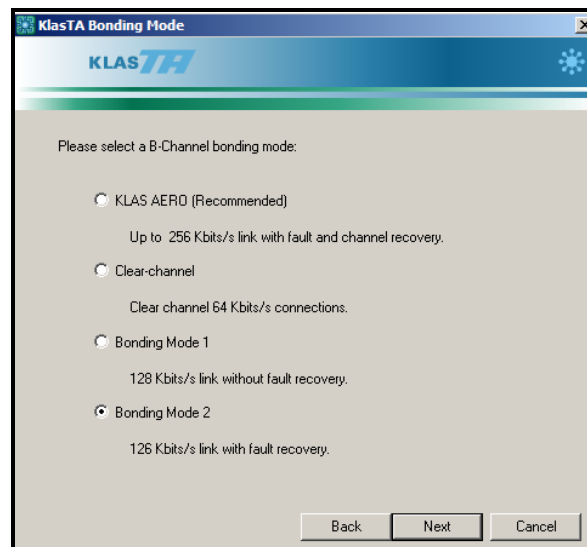 KlasTA Bonding Mode
KLAS TA
Please select a B-Channel bonding mode:
KLAS AERO (Recommended)
Up to 256 Kbits/s link with fault and channel recovery.
Clear-channel
Clear channel 64 Kbits/s connections.
Bonding Mode 1
128 Kbits/s link without fault recovery.
Bonding Mode 2
126 Kbits/s link with fault recovery.
Back Next Cancel